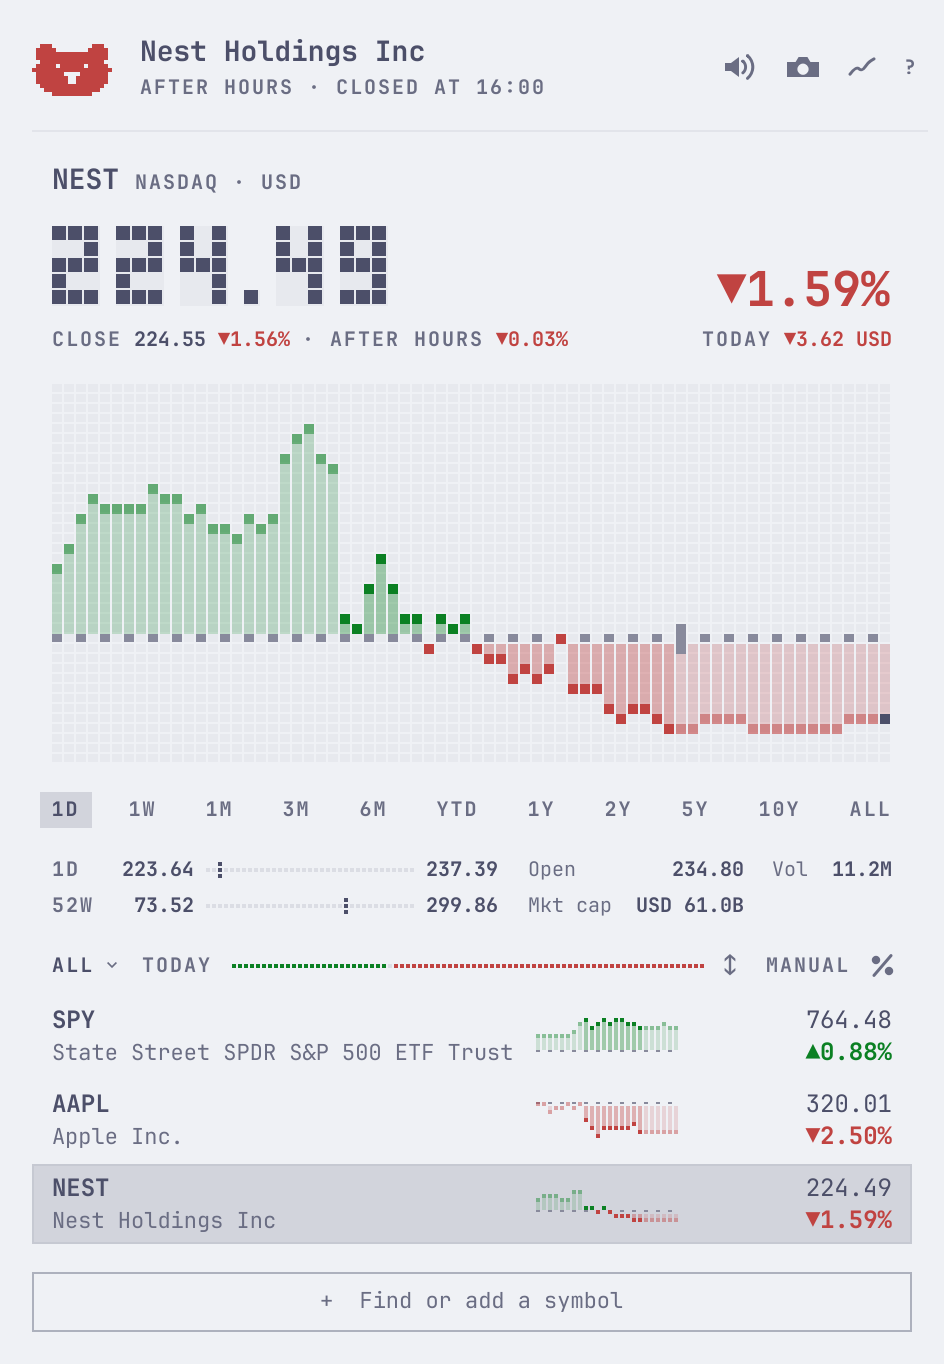 Nest Holdings Inc
AFTER HOURS · CLOSED AT 16:00
?
NEST NASDAQ · USD
224.49
▼1.59%
CLOSE 224.55 ▼1.56% · AFTER HOURS ▼0.03%
TODAY ▼3.62 USD
1D 1W 1M 3M 6M YTD 1Y 2Y 5Y 10Y ALL
1D 223.64 237.39 Open 234.80 Vol 11.2M
52W 73.52 299.86 Mkt cap USD 61.0B
ALL TODAY MANUAL %
SPY 764.48
State Street SPDR S&P 500 ETF Trust ▲0.88%
AAPL 320.01
Apple Inc. ▼2.50%
NEST 224.49
Nest Holdings Inc ▼1.59%
+ Find or add a symbol